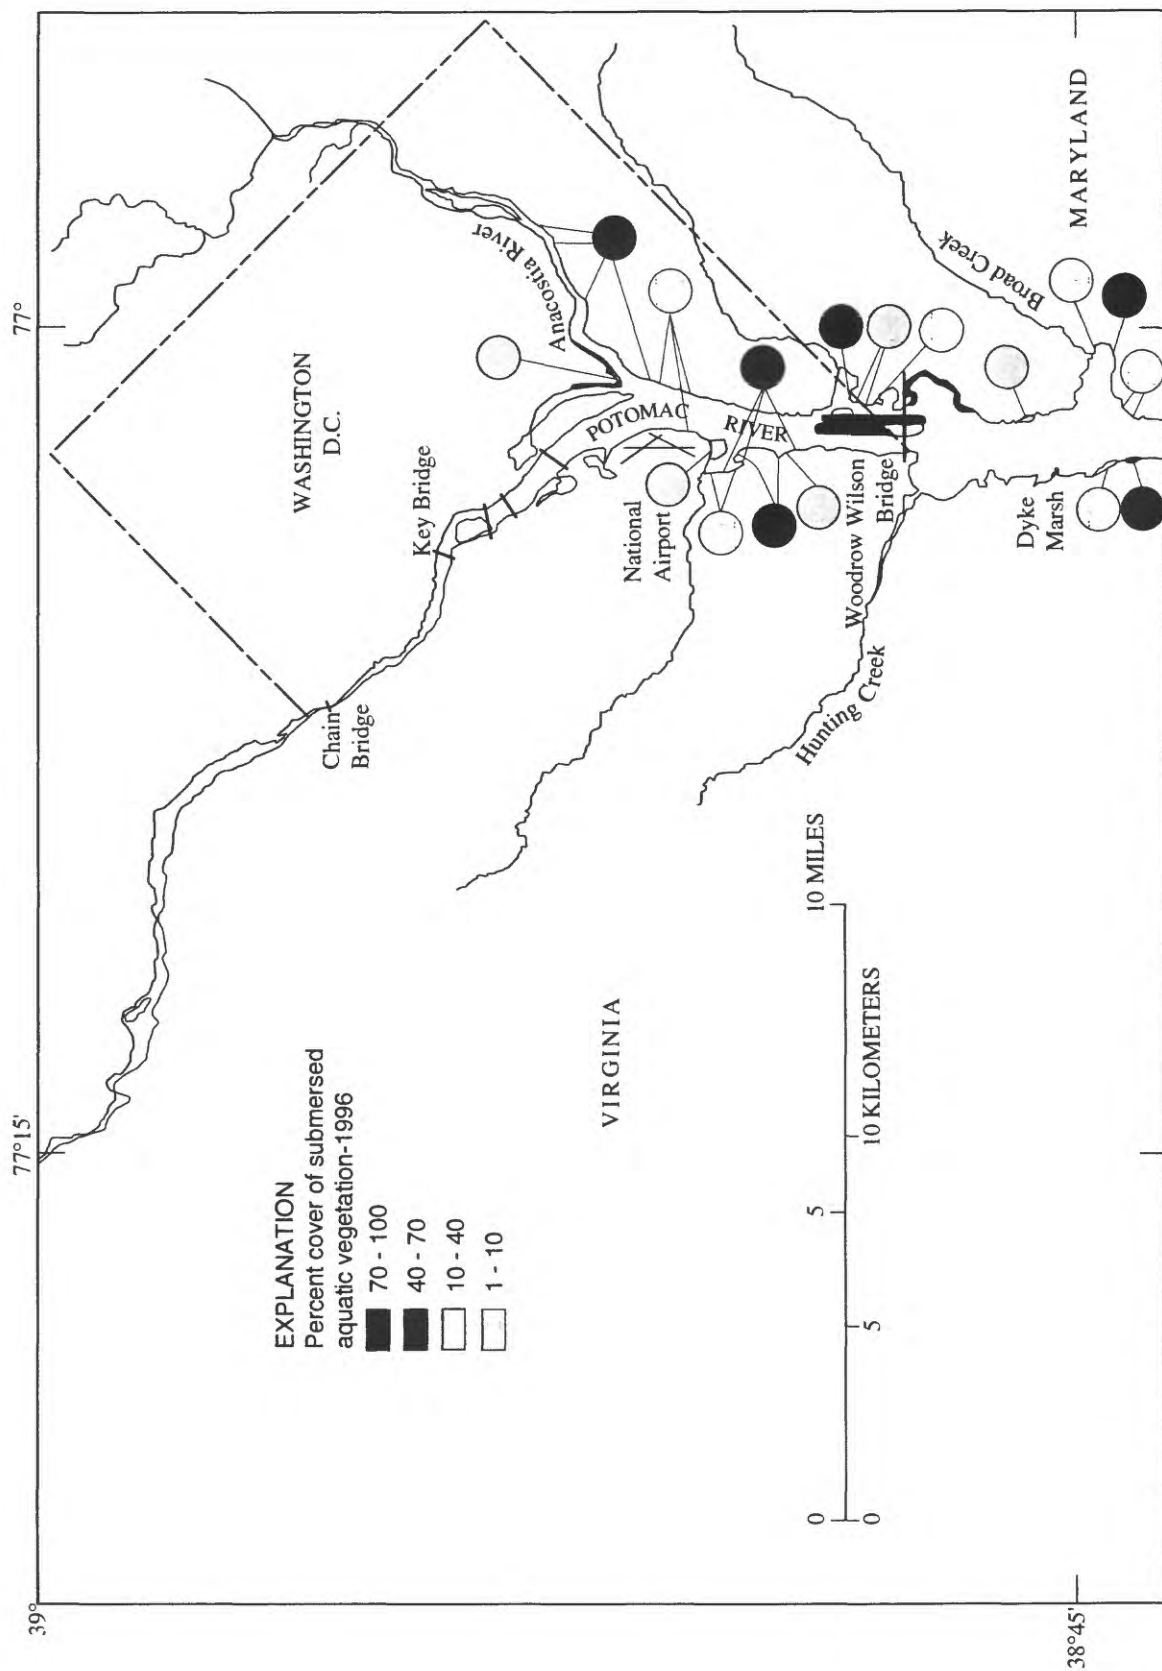 39°
77°15'
77°
38°45'
EXPLANATION
Percent cover of submersed
aquatic vegetation-1996
70 - 100
40 - 70
10 - 40
1 - 10
WASHINGTON
D.C.
Chain
Bridge
Key Bridge
Anacostia River
POTOMAC
RIVER
National
Airport
VIRGINIA
Woodrow Wilson
Bridge
Hunting Creek
Broad Creek
Dyke
Marsh
MARYLAND
0
5
10 MILES
0
5
10 KILOMETERS